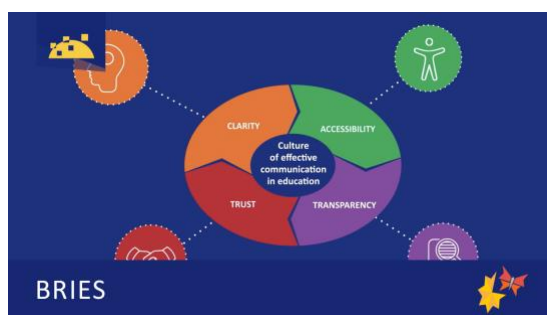 CLARITY
ACCESSIBILITY
Culture
of effective
communication
in education
TRUST
TRANSPARENCY
BRIES